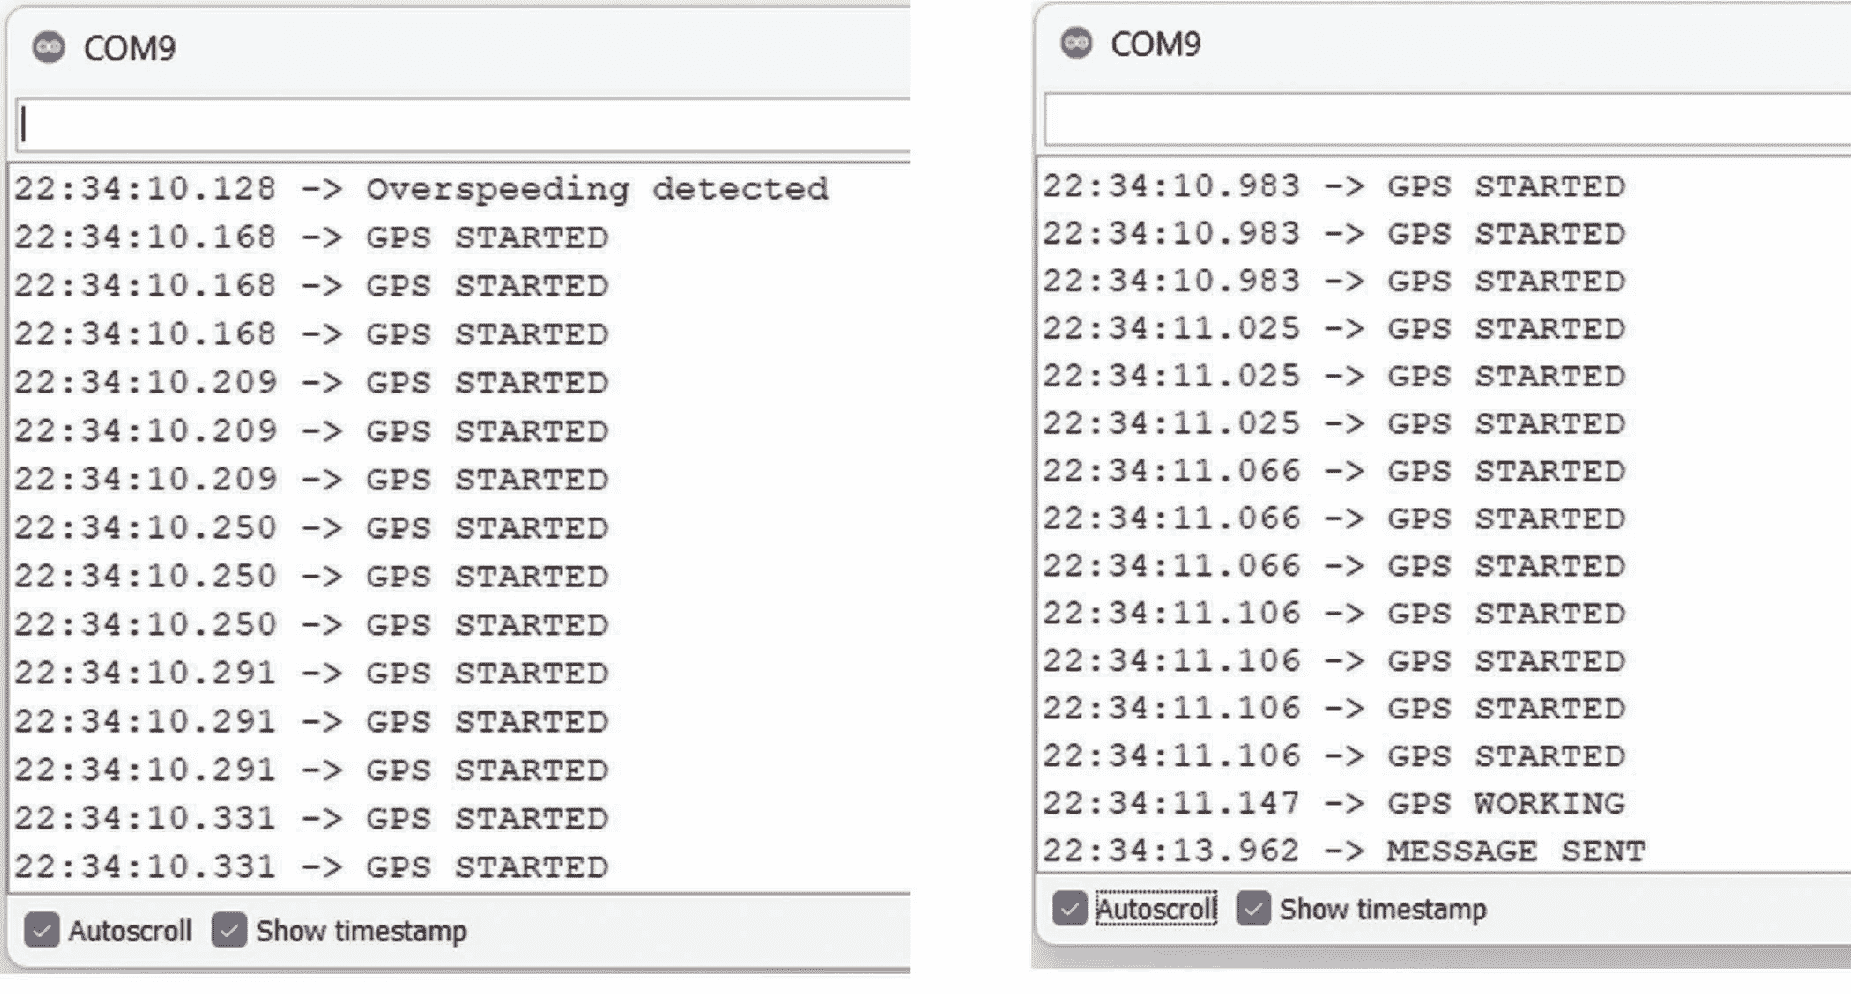 COM9
22:34:10.128 -> Overspeeding detected
22:34:10.168 -> GPS STARTED
22:34:10.168 -> GPS STARTED
22:34:10.168 -> GPS STARTED
22:34:10.209 -> GPS STARTED
22:34:10.209 -> GPS STARTED
22:34:10.209 -> GPS STARTED
22:34:10.250 -> GPS STARTED
22:34:10.250 -> GPS STARTED
22:34:10.250 -> GPS STARTED
22:34:10.291 -> GPS STARTED
22:34:10.291 -> GPS STARTED
22:34:10.291 -> GPS STARTED
22:34:10.331 -> GPS STARTED
22:34:10.331 -> GPS STARTED
Autoscroll Show timestamp
COM9
22:34:10.983 -> GPS STARTED
22:34:10.983 -> GPS STARTED
22:34:10.983 -> GPS STARTED
22:34:11.025 -> GPS STARTED
22:34:11.025 -> GPS STARTED
22:34:11.025 -> GPS STARTED
22:34:11.066 -> GPS STARTED
22:34:11.066 -> GPS STARTED
22:34:11.066 -> GPS STARTED
22:34:11.106 -> GPS STARTED
22:34:11.106 -> GPS STARTED
22:34:11.106 -> GPS STARTED
22:34:11.106 -> GPS STARTED
22:34:11.147 -> GPS WORKING
22:34:13.962 -> MESSAGE SENT
Autoscroll Show timestamp